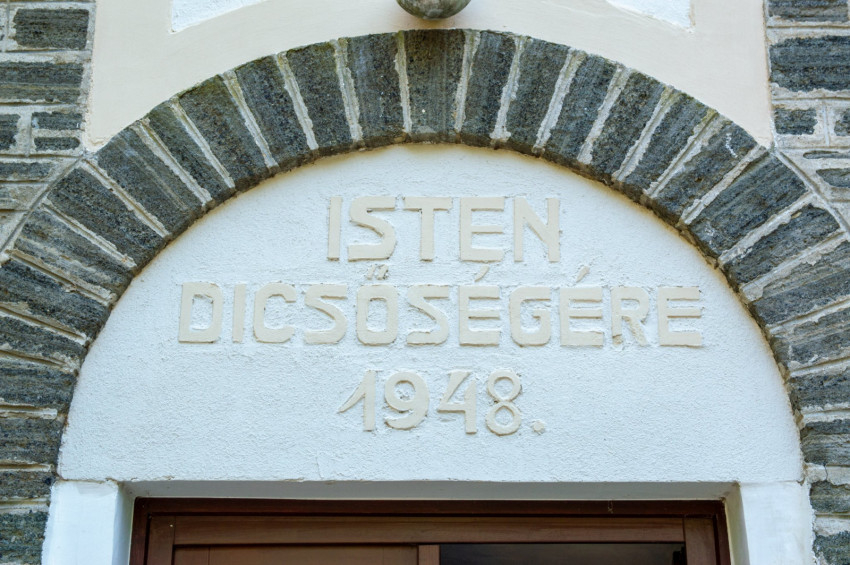 ISTEN
DICSŐSÉGÉRE
1948.